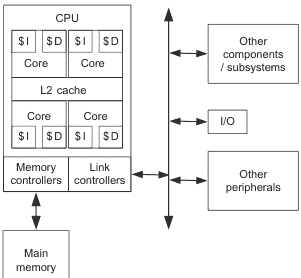 CPU
$I $D $I $D
Core Core
L2 cache
Core Core
$I $D $I $D
Memory
controllers
Link
controllers
Main
memory
Other
components
/ subsystems
I/O
Other
peripherals